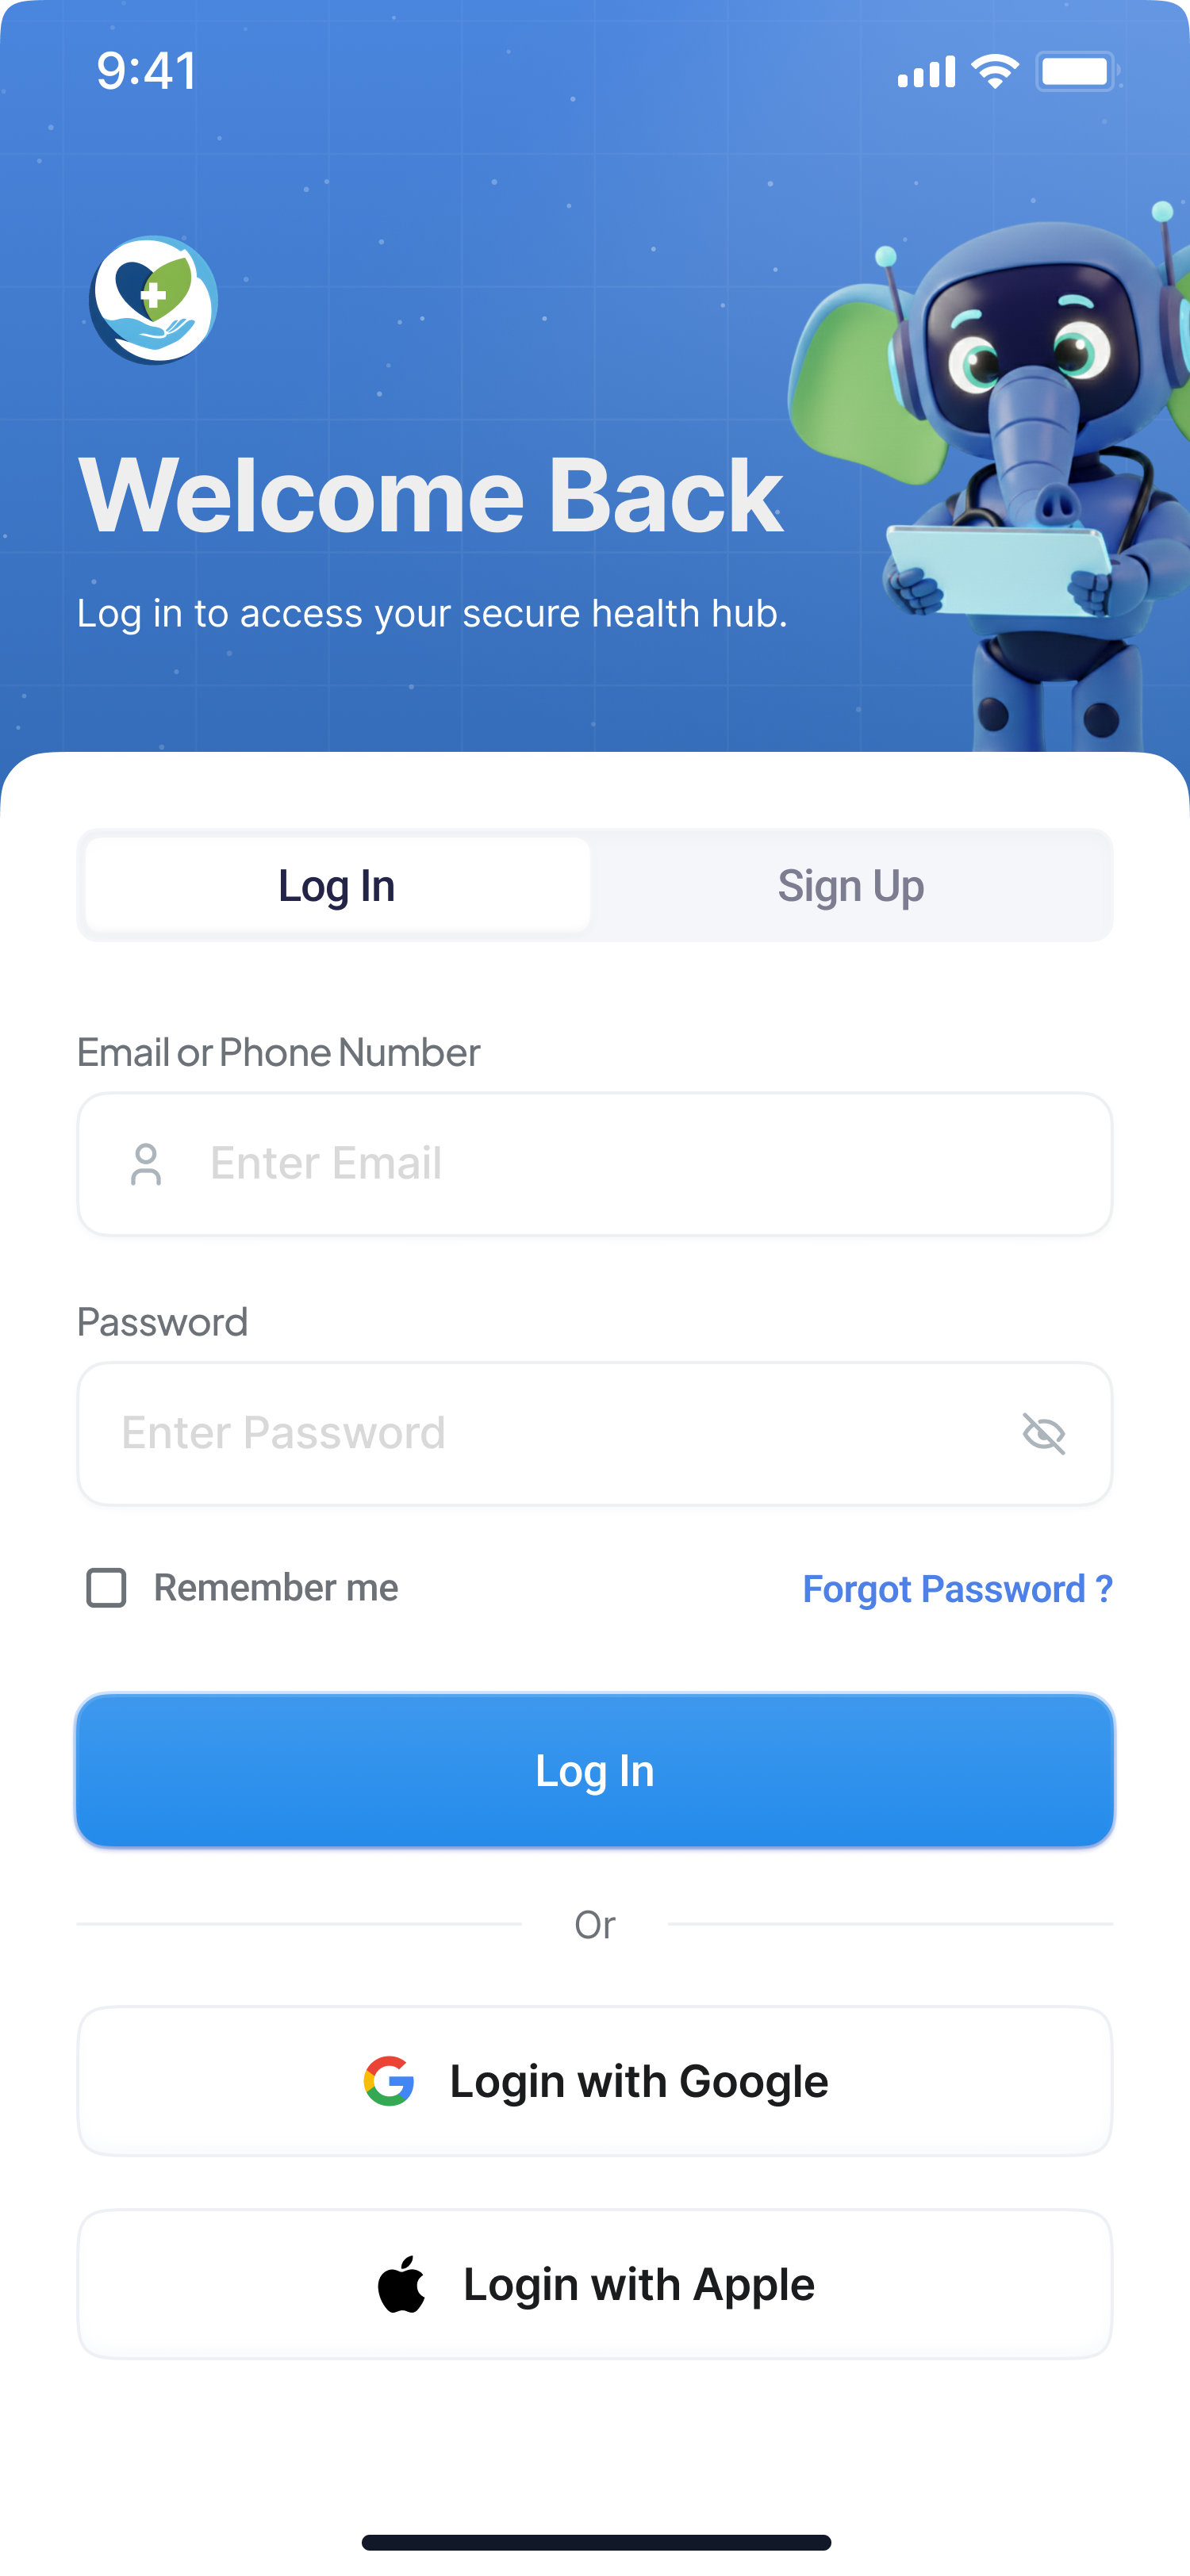 9:41
Welcome Back
Log in to access your secure health hub.
Log In
Sign Up
Email or Phone Number
Enter Email
Password
Enter Password
Remember me
Forgot Password ?
Log In
Or
Login with Google
Login with Apple